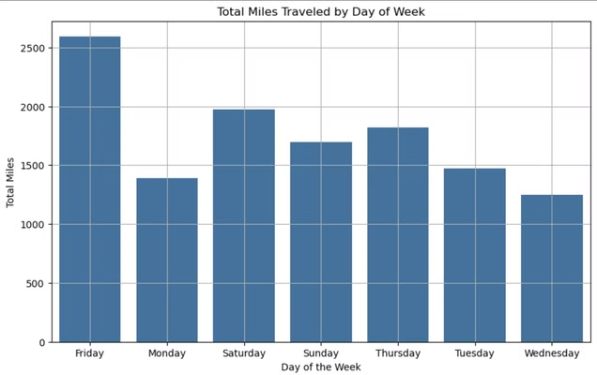 Total Miles Traveled by Day of Week
2500
2000
1500
1000
500
0
Total Miles
Friday Monday Saturday Sunday Thursday Tuesday Wednesday
Day of the Week